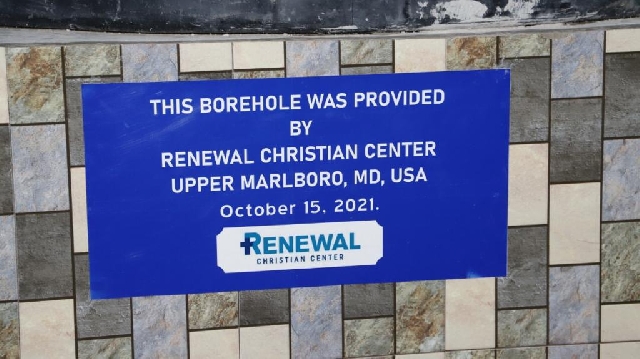 THIS BOREHOLE WAS PROVIDED
BY
RENEWAL CHRISTIAN CENTER
UPPER MARLBORO, MD, USA
October 15, 2021.
RENEWAL
CHRISTIAN CENTER